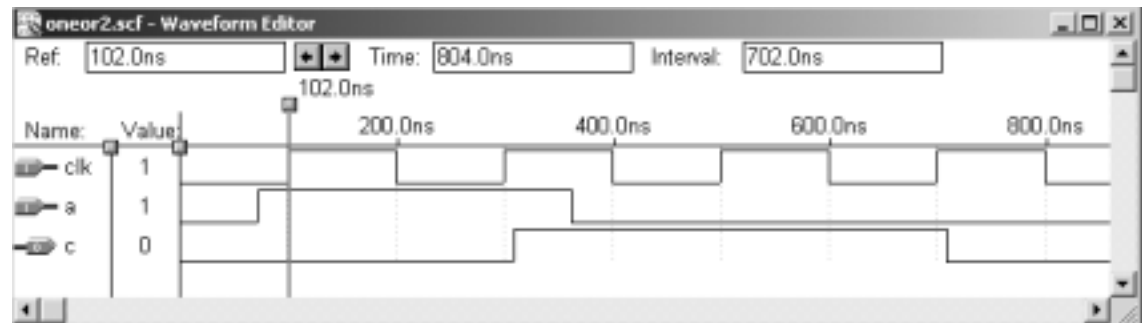 oneor2.scf - Waveform Editor
Ref: 102.0ns Time: 804.0ns Interval: 702.0ns
102.0ns
Name: Value: 200.0ns 400.0ns 600.0ns 800.0ns
clk 1
a 1
c 0